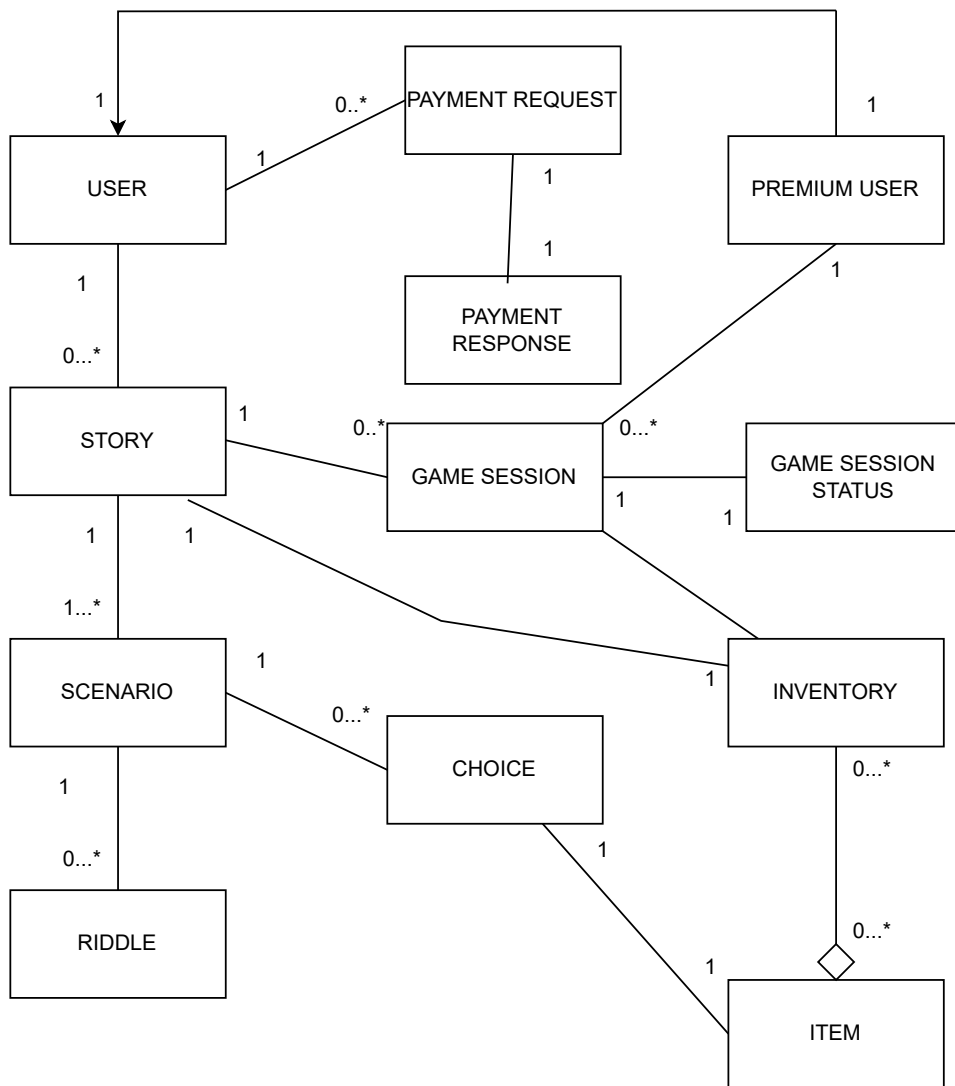 1
0..*
PAYMENT REQUEST
1
USER
1
1
PREMIUM USER
1
1
1
PAYMENT
RESPONSE
0...*
1
STORY
1
0..*
GAME SESSION
0...*
1
1
GAME SESSION
STATUS
1
1
1...*
SCENARIO
1
0...*
CHOICE
1
INVENTORY
0...*
1
0...*
RIDDLE
1
1
0...*
ITEM